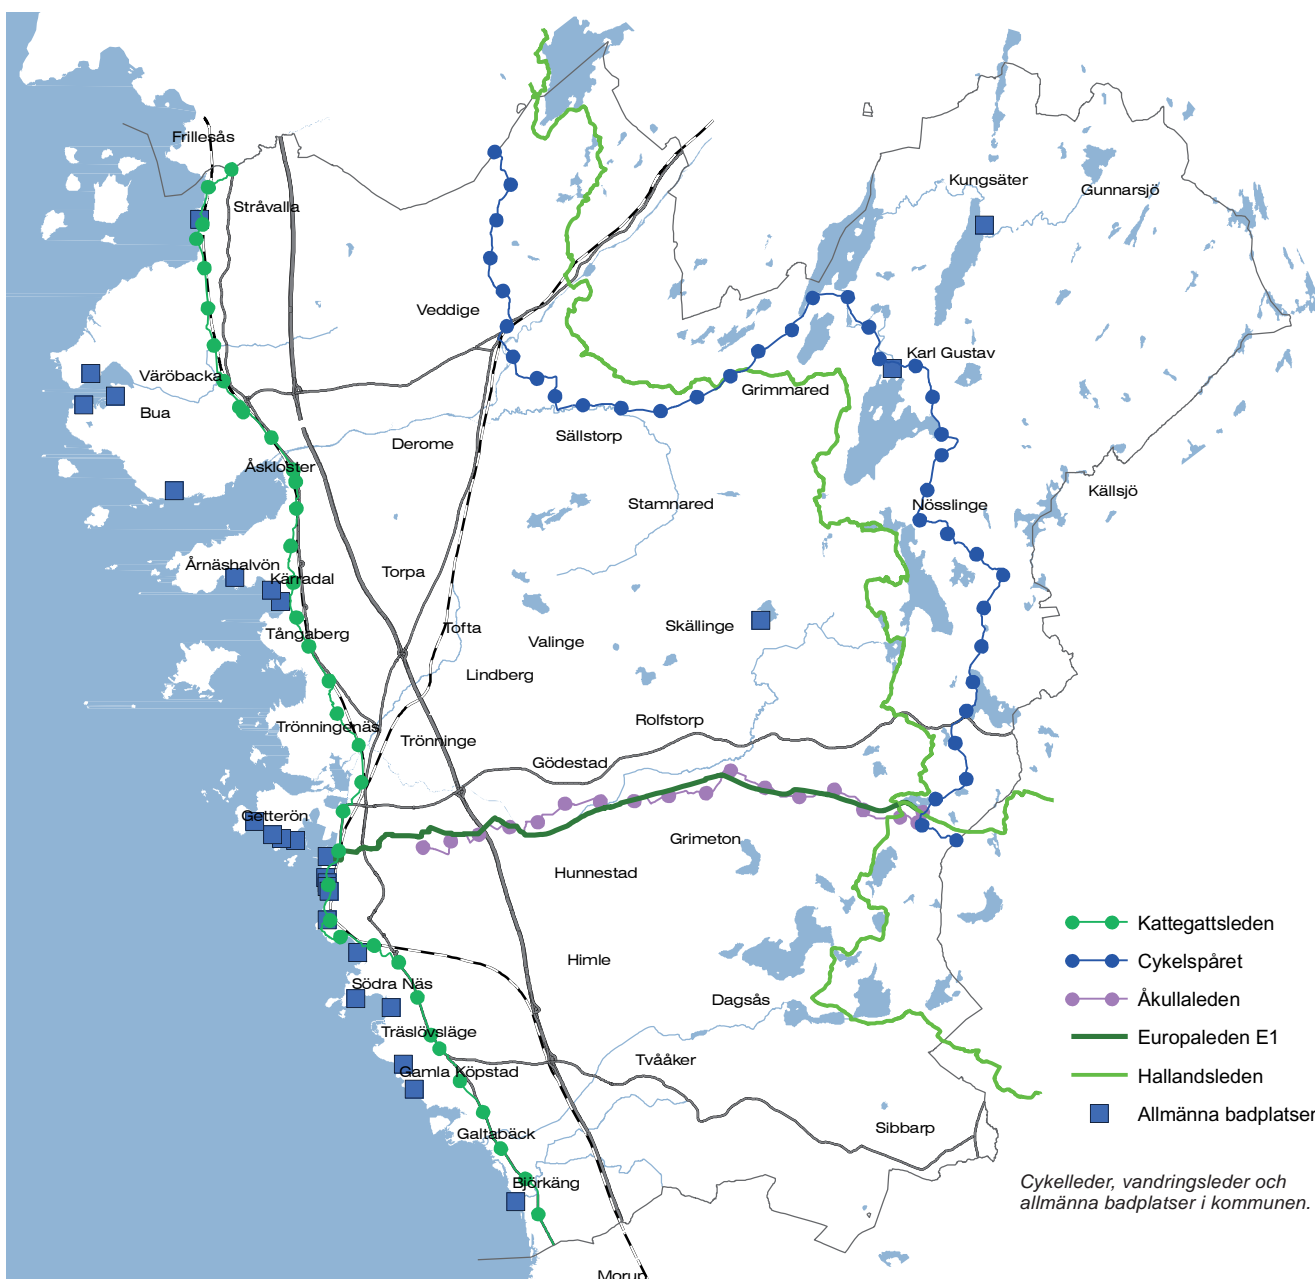 Frillesås
Stråvalla
Kungsäter
Gunnarsjö
Veddige
Karl Gustav
Väröbacka
Grimmared
Bua
Derome
Sällstorp
Åskloster
Källsjö
Stamnared
Nösslinge
Årnäshalvön
Kärradal
Torpa
Tofta
Tångaberg
Valinge
Skällinge
Lindberg
Trönningenäs
Rolfstorp
Trönninge
Gödestad
Getterön
Grimeton
Hunnestad
Himle
Södra Näs
Dagsås
Träslövsläge
Tvååker
Gamla Köpstad
Galtabäck
Sibbarp
Björkäng
Morup
Kattegattsleden
Cykelspåret
Åkullaleden
Europaleden E1
Hallandsleden
Allmänna badplatser
Cykelleder, vandringsleder och
allmänna badplatser i kommunen.